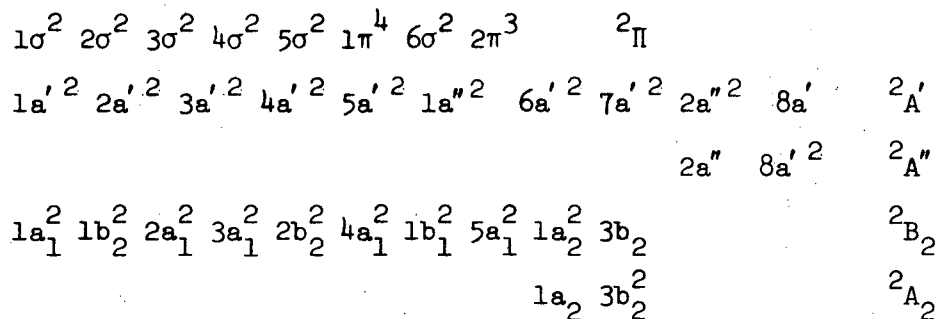 1σ² 2σ² 3σ² 4σ² 5σ² 1π⁴ 6σ² 2π³ ²Π
1a′² 2a′² 3a′² 4a′² 5a′² 1a″² 6a′² 7a′² 2a″² 8a′ ²A′
2a″ 8a′² ²A″
1a₁² 1b₂² 2a₁² 3a₁² 2b₂² 4a₁² 1b₁² 5a₁² 1a₂² 3b₂ ²B₂
1a₂ 3b₂² ²A₂